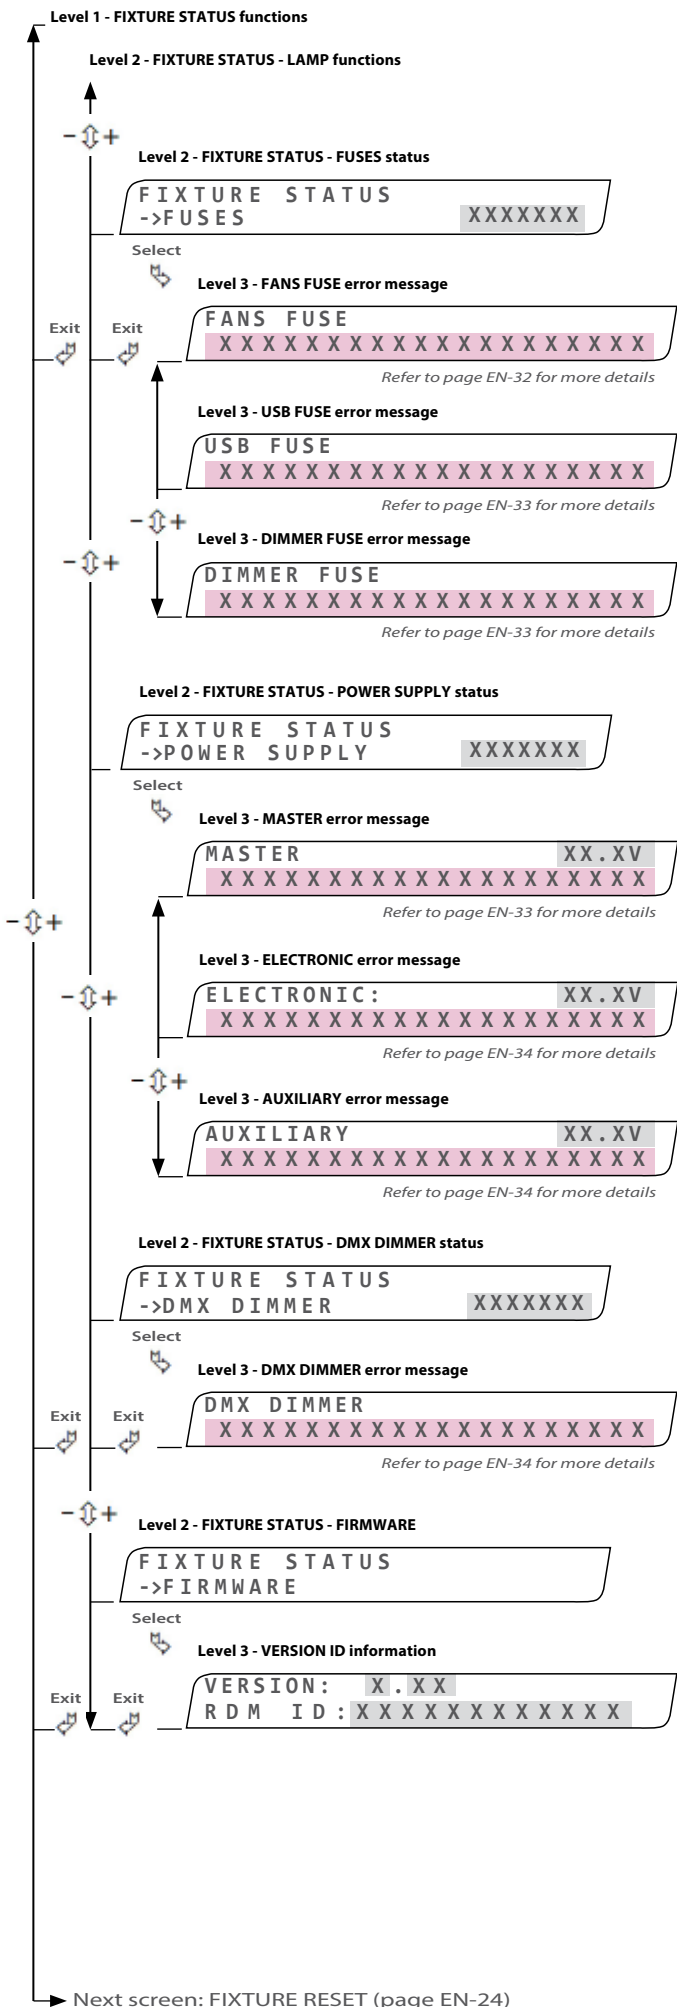 Level 1 - FIXTURE STATUS functions
Level 2 - FIXTURE STATUS - LAMP functions
- +
Level 2 - FIXTURE STATUS - FUSES status
FIXTURE STATUS
->FUSES XXXXXXX
Select
Level 3 - FANS FUSE error message
Exit Exit
FANS FUSE
XXXXXXXXXXXXXXXXXXXX
Refer to page EN-32 for more details
Level 3 - USB FUSE error message
USB FUSE
XXXXXXXXXXXXXXXXXXXX
Refer to page EN-33 for more details
- +
Level 3 - DIMMER FUSE error message
- +
DIMMER FUSE
XXXXXXXXXXXXXXXXXXXX
Refer to page EN-33 for more details
Level 2 - FIXTURE STATUS - POWER SUPPLY status
FIXTURE STATUS
->POWER SUPPLY XXXXXXX
Select
Level 3 - MASTER error message
MASTER XX.XV
XXXXXXXXXXXXXXXXXXXX
Refer to page EN-33 for more details
- +
Level 3 - ELECTRONIC error message
- +
ELECTRONIC: XX.XV
XXXXXXXXXXXXXXXXXXXX
Refer to page EN-34 for more details
- +
Level 3 - AUXILIARY error message
AUXILIARY XX.XV
XXXXXXXXXXXXXXXXXXXX
Refer to page EN-34 for more details
Level 2 - FIXTURE STATUS - DMX DIMMER status
FIXTURE STATUS
->DMX DIMMER XXXXXXX
Select
Level 3 - DMX DIMMER error message
Exit Exit
DMX DIMMER
XXXXXXXXXXXXXXXXXXXX
Refer to page EN-34 for more details
- +
Level 2 - FIXTURE STATUS - FIRMWARE
FIXTURE STATUS
->FIRMWARE
Select
Level 3 - VERSION ID information
Exit Exit
VERSION: X.XX
RDM ID:XXXXXXXXXXXX
Next screen: FIXTURE RESET (page EN-24)